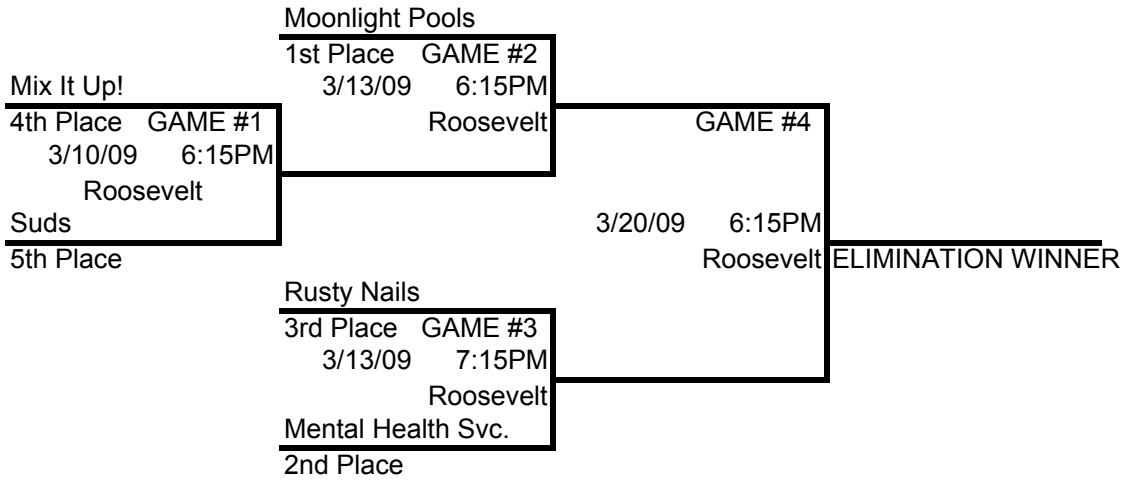 Moonlight Pools
1st Place GAME #2
Mix It Up!
3/13/09 6:15PM
4th Place GAME #1
Roosevelt
GAME #4
3/10/09 6:15PM
Roosevelt
Suds
3/20/09 6:15PM
5th Place
Roosevelt
ELIMINATION WINNER
Rusty Nails
3rd Place GAME #3
3/13/09 7:15PM
Roosevelt
Mental Health Svc.
2nd Place